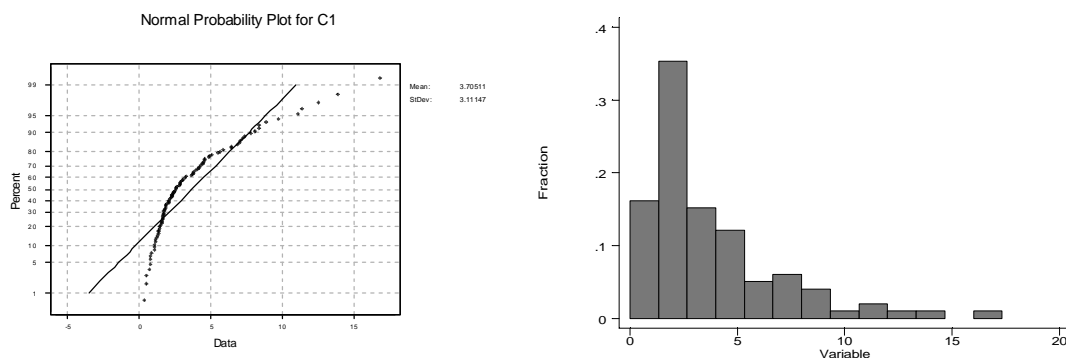 Normal Probability Plot for C1
Mean: 3.70511
StDev: 3.11147
Percent
99
95
90
80
70
60
50
40
30
20
10
5
1
-5 0 5 10 15
Data
Fraction
.4
.3
.2
.1
0
0 5 10 15 20
Variable